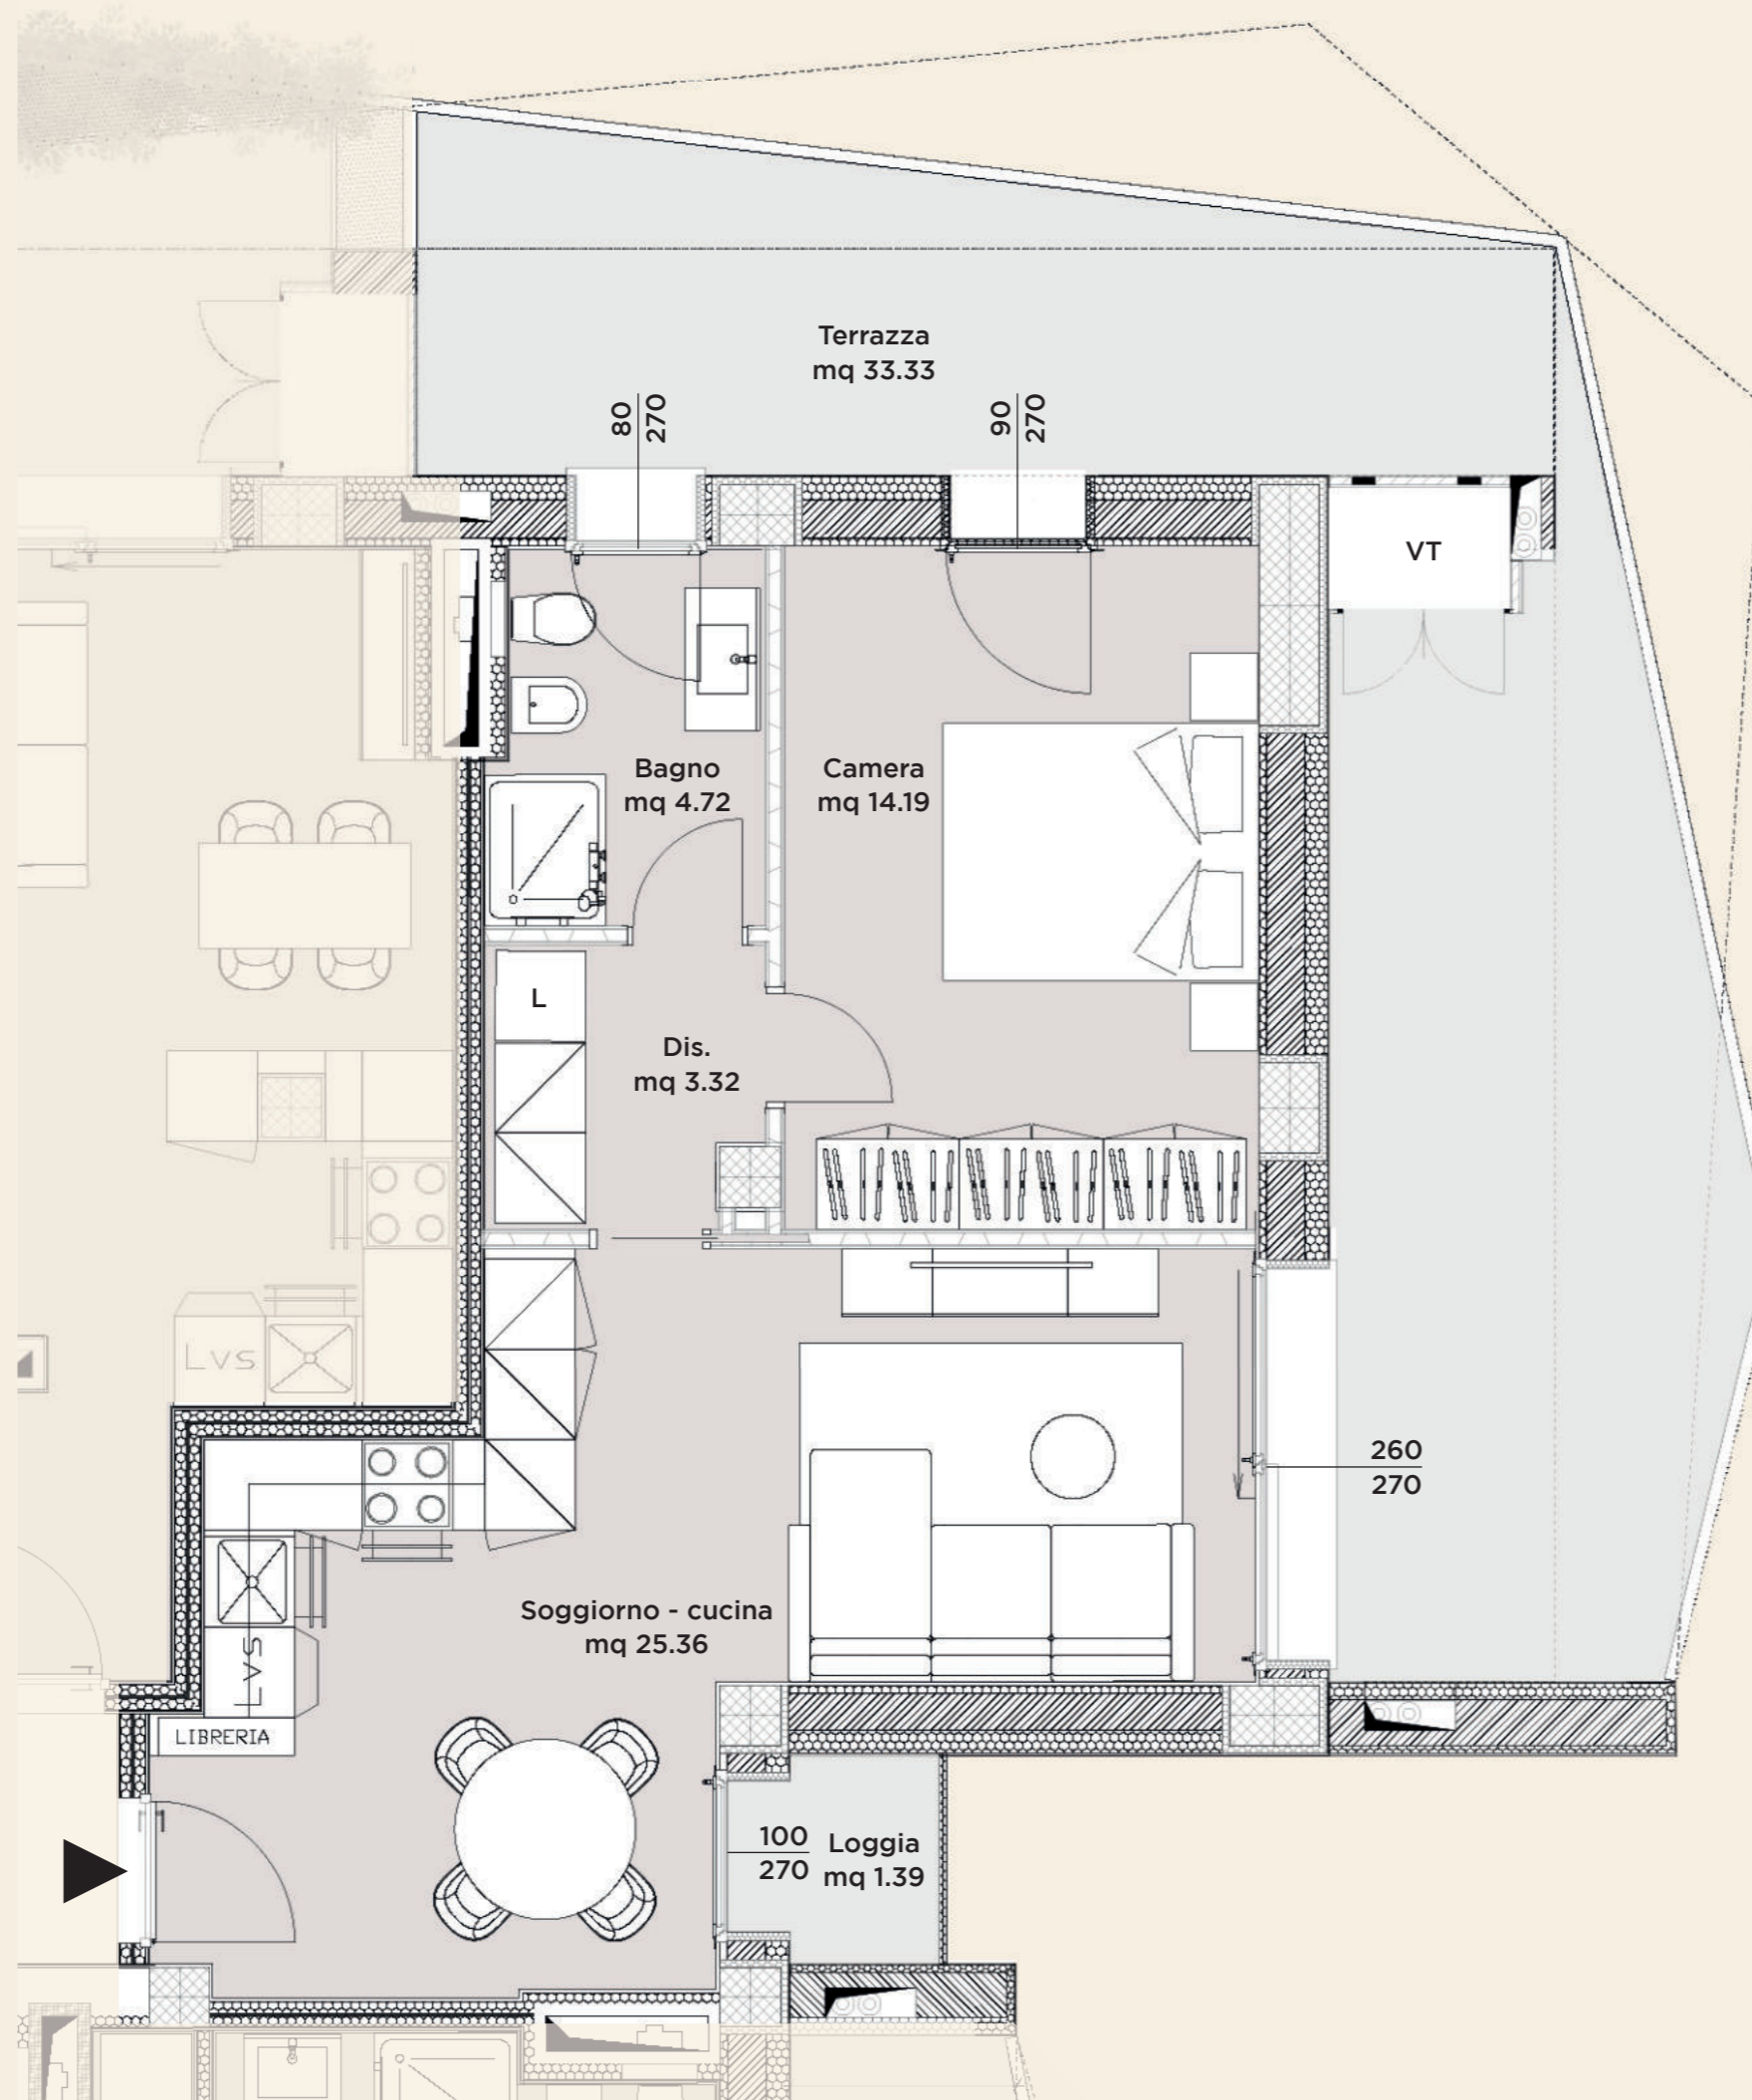 Terrazza
mq 33.33
80
270
90
270
VT
Bagno
mq 4.72
Camera
mq 14.19
L
Dis.
mq 3.32
Lvs
260
270
Soggiorno - cucina
mq 25.36
Lvs
LIBRERIA
100
270
Loggia
mq 1.39